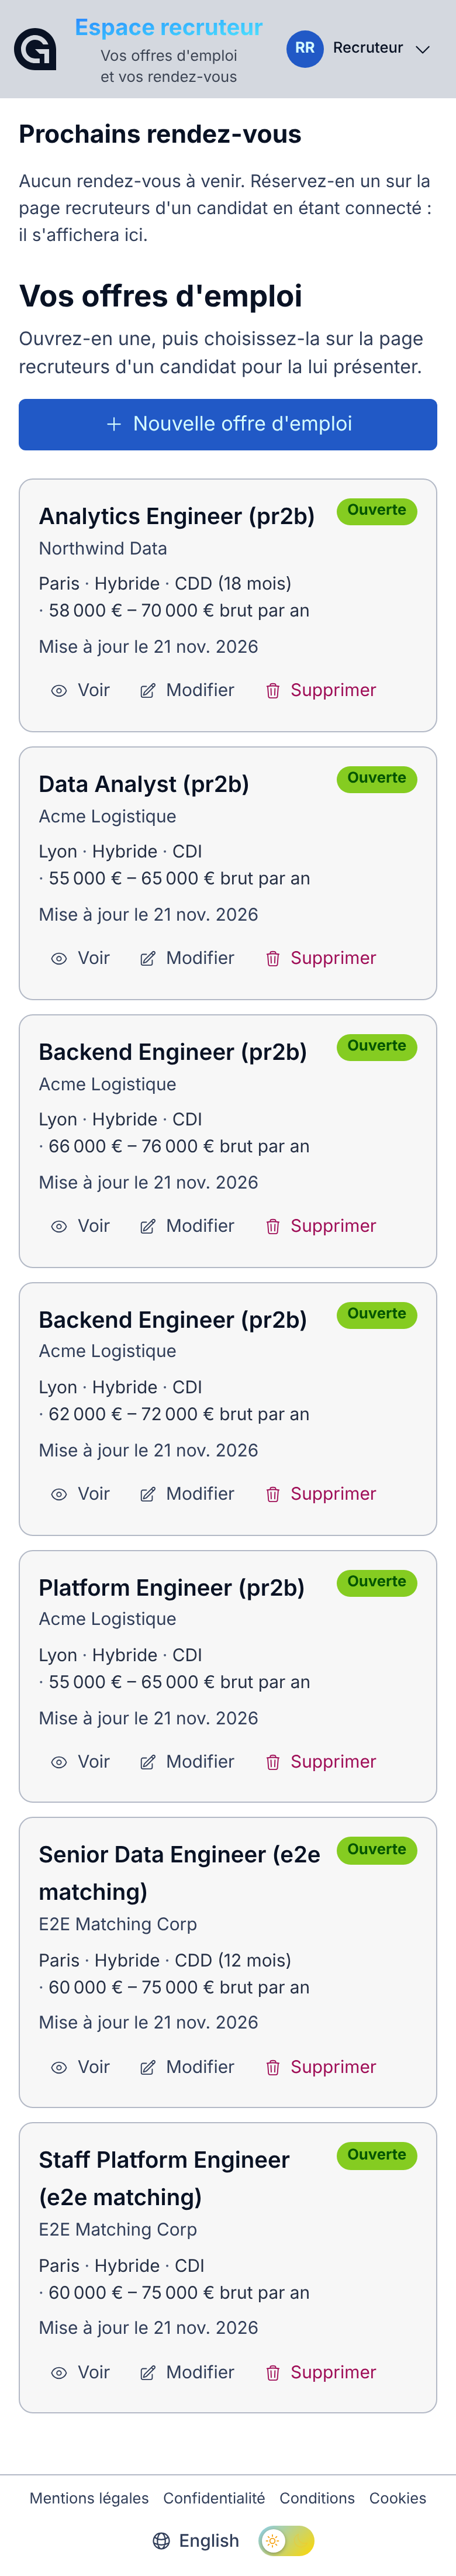 Espace recruteur
Vos offres d'emploi
et vos rendez-vous
RR
Recruteur
Prochains rendez-vous
Aucun rendez-vous à venir. Réservez-en un sur la
page recruteurs d'un candidat en étant connecté :
il s'affichera ici.
Vos offres d'emploi
Ouvrez-en une, puis choisissez-la sur la page
recruteurs d'un candidat pour la lui présenter.
Nouvelle offre d'emploi
Analytics Engineer (pr2b)
Ouverte
Northwind Data
Paris · Hybride · CDD (18 mois)
· 58 000 € – 70 000 € brut par an
Mise à jour le 21 nov. 2026
Voir Modifier Supprimer
Data Analyst (pr2b)
Ouverte
Acme Logistique
Lyon · Hybride · CDI
· 55 000 € – 65 000 € brut par an
Mise à jour le 21 nov. 2026
Voir Modifier Supprimer
Backend Engineer (pr2b)
Ouverte
Acme Logistique
Lyon · Hybride · CDI
· 66 000 € – 76 000 € brut par an
Mise à jour le 21 nov. 2026
Voir Modifier Supprimer
Backend Engineer (pr2b)
Ouverte
Acme Logistique
Lyon · Hybride · CDI
· 62 000 € – 72 000 € brut par an
Mise à jour le 21 nov. 2026
Voir Modifier Supprimer
Platform Engineer (pr2b)
Ouverte
Acme Logistique
Lyon · Hybride · CDI
· 55 000 € – 65 000 € brut par an
Mise à jour le 21 nov. 2026
Voir Modifier Supprimer
Senior Data Engineer (e2e
matching)
Ouverte
E2E Matching Corp
Paris · Hybride · CDD (12 mois)
· 60 000 € – 75 000 € brut par an
Mise à jour le 21 nov. 2026
Voir Modifier Supprimer
Staff Platform Engineer
(e2e matching)
Ouverte
E2E Matching Corp
Paris · Hybride · CDI
· 60 000 € – 75 000 € brut par an
Mise à jour le 21 nov. 2026
Voir Modifier Supprimer
Mentions légales Confidentialité Conditions Cookies
English